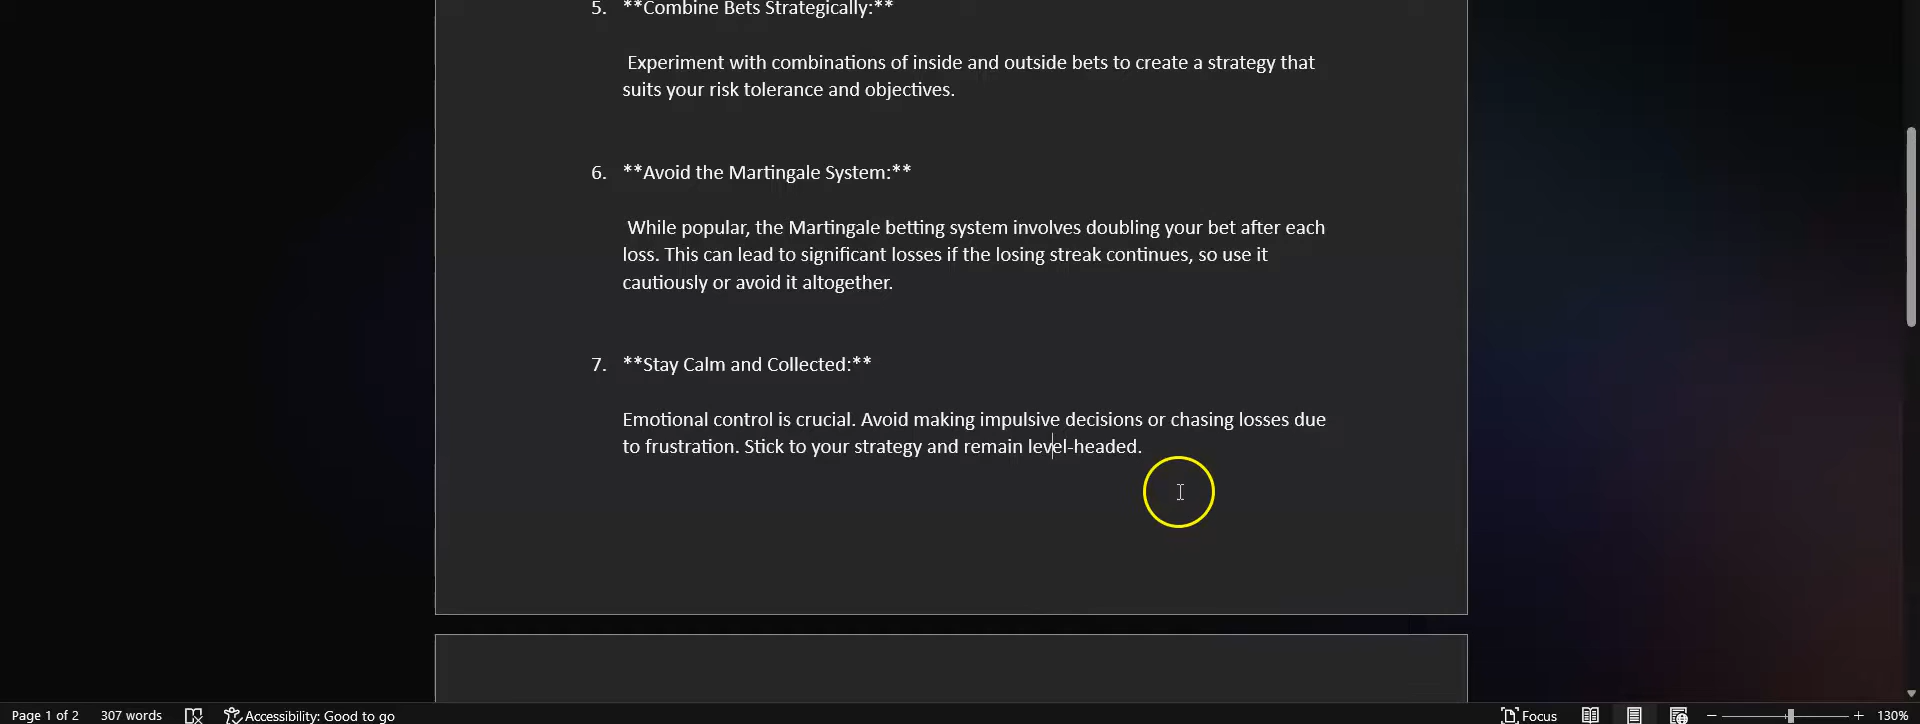 5. **Combine Bets Strategically:**
Experiment with combinations of inside and outside bets to create a strategy that
suits your risk tolerance and objectives.
6. **Avoid the Martingale System:**
While popular, the Martingale betting system involves doubling your bet after each
loss. This can lead to significant losses if the losing streak continues, so use it
cautiously or avoid it altogether.
7. **Stay Calm and Collected:**
Emotional control is crucial. Avoid making impulsive decisions or chasing losses due
to frustration. Stick to your strategy and remain level-headed.
Page 1 of 2 307 words Accessibility: Good to go Focus 130%